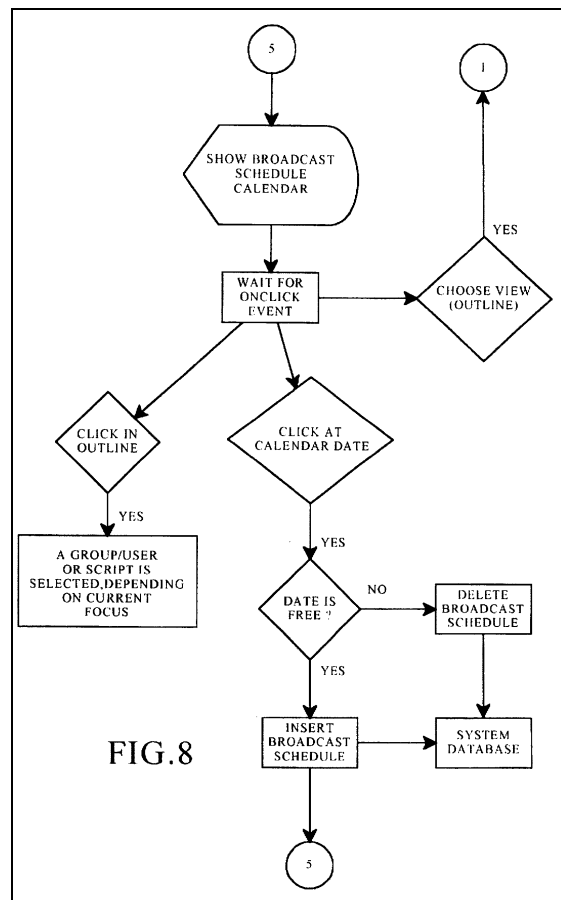 5
1
SHOW BROADCAST
SCHEDULE
CALENDAR
YES
WAIT FOR
ONCLICK
EVENT
CHOOSE VIEW
(OUTLINE)
CLICK IN
OUTLINE
CLICK AT
CALENDAR DATE
YES
YES
A GROUP/USER
OR SCRIPT IS
SELECTED,DEPENDING
ON CURRENT
FOCUS
DATE IS
FREE ?
NO
DELETE
BROADCAST
SCHEDULE
YES
INSERT
BROADCAST
SCHEDULE
SYSTEM
DATABASE
FIG.8
5